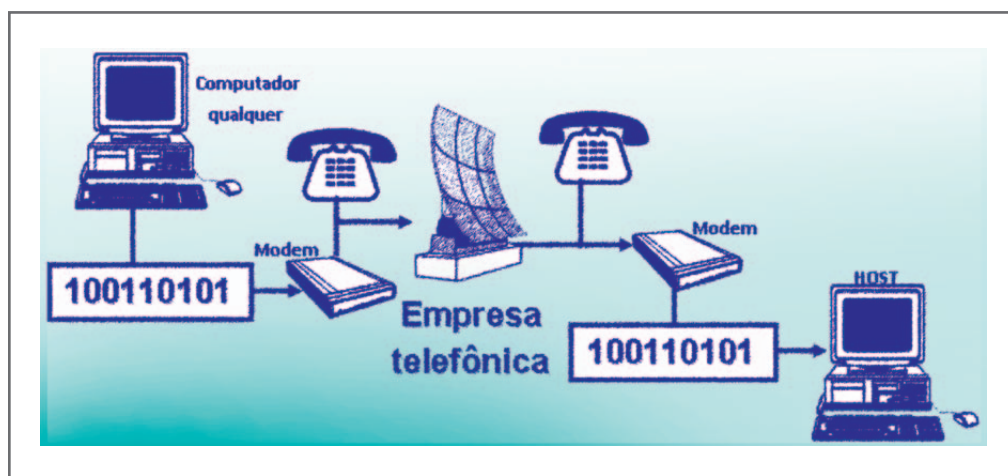 Computador
qualquer
Modem
100110101
Empresa
telefônica
Modem
100110101
HOST